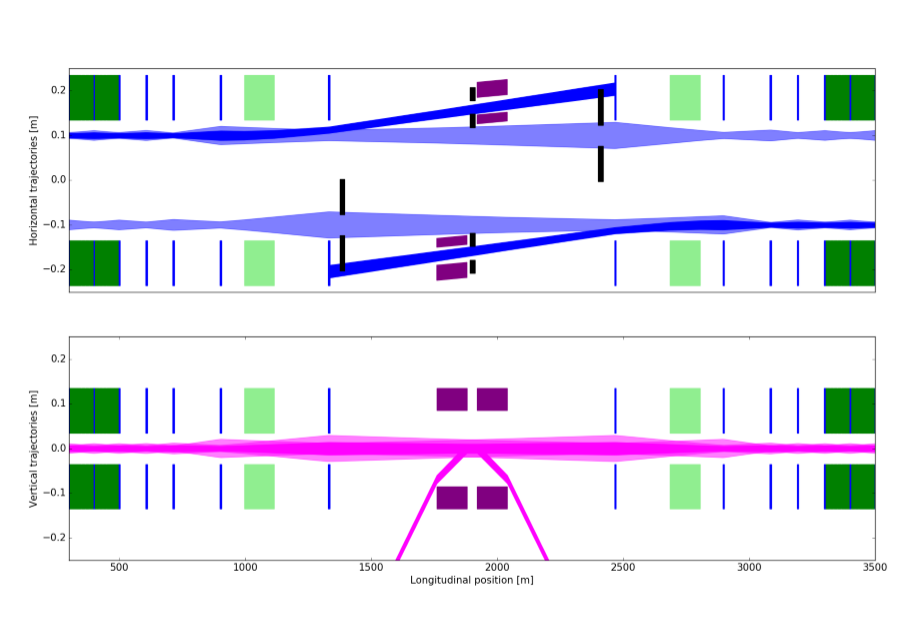 0.2
0.1
0.0
−0.1
−0.2
Horizontal trajectories [m]
0.2
0.1
0.0
−0.1
−0.2
Vertical trajectories [m]
500 1000 1500 2000 2500 3000 3500
Longitudinal position [m]